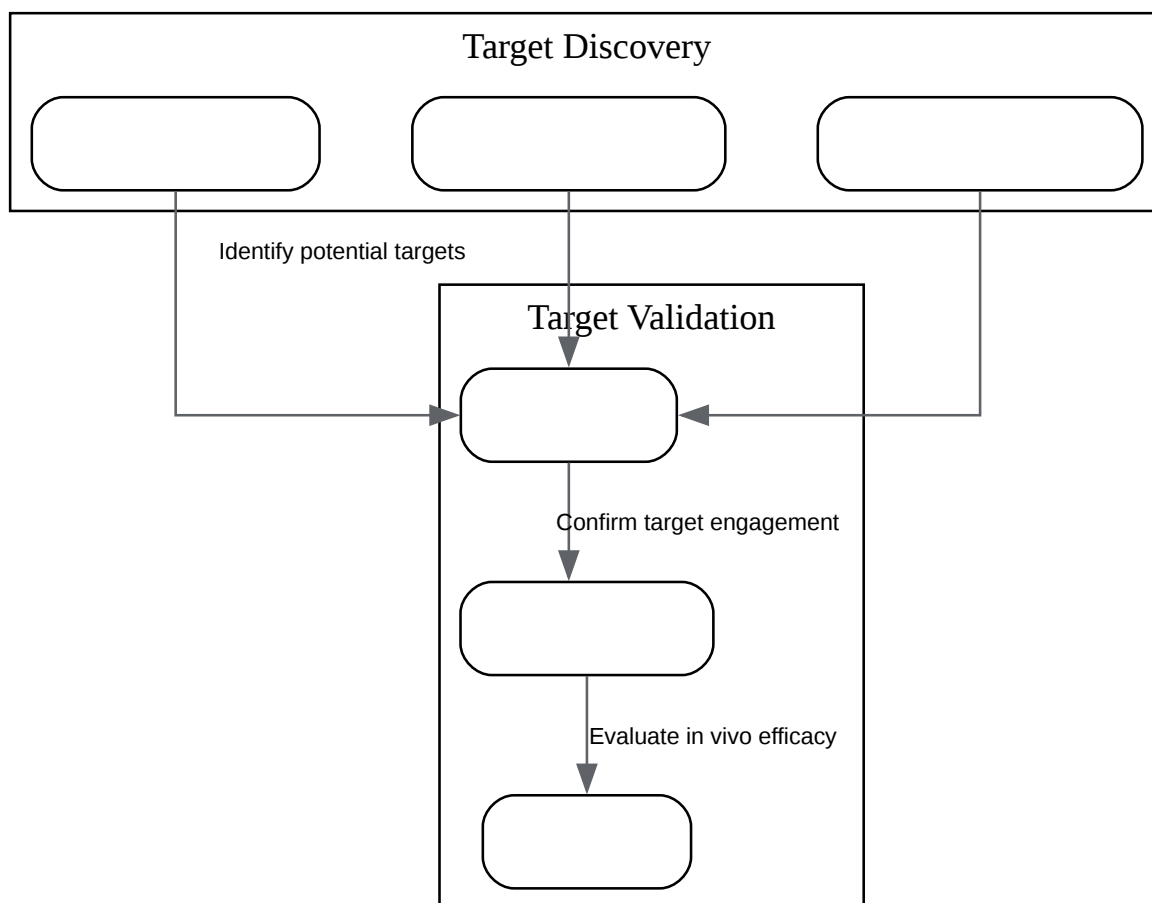 Target Discovery
Identify potential targets
Target Validation
Confirm target engagement
Evaluate in vivo efficacy